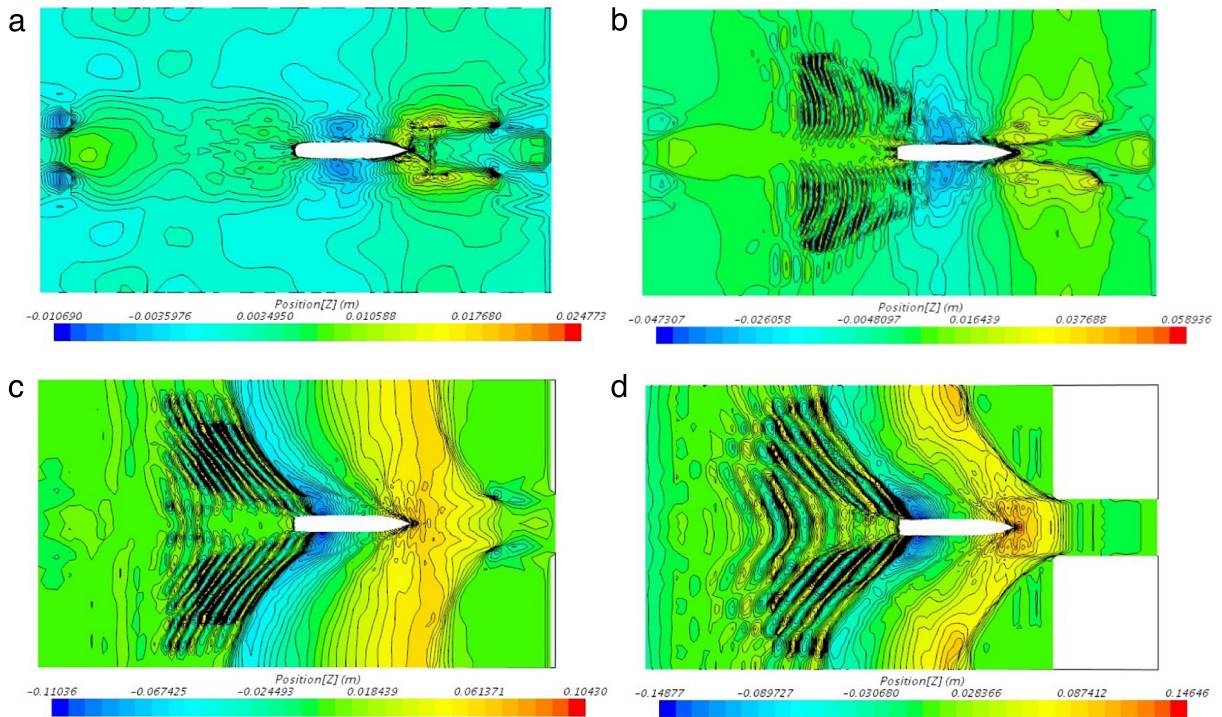 a
b
Position[Z] (m)
-0.010690 -0.0035976 0.0034950 0.010588 0.017680 0.024773
Position[Z] (m)
-0.047307 -0.026058 -0.0048097 0.016439 0.037688 0.058936
c
d
Position[Z] (m)
-0.11036 -0.067425 -0.024493 0.018439 0.061371 0.10430
Position[Z] (m)
-0.14877 -0.089727 -0.030680 0.028366 0.087412 0.14646